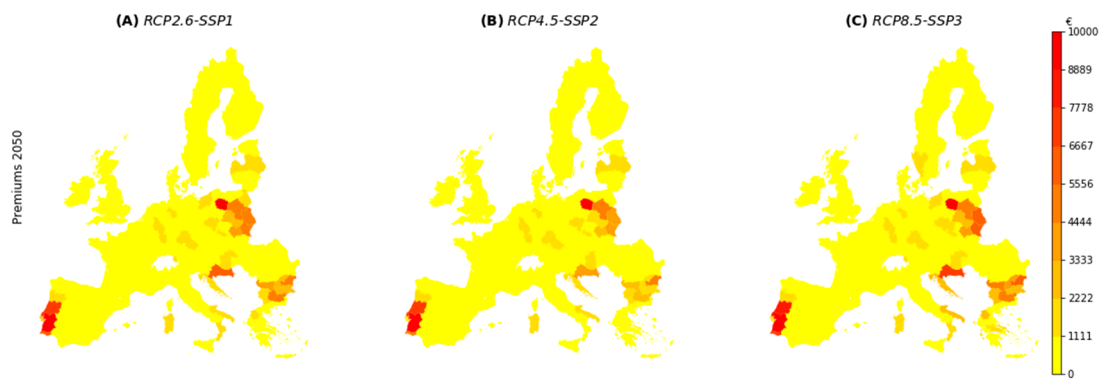 (A) RCP2.6-SSP1
(B) RCP4.5-SSP2
(C) RCP8.5-SSP3
€
10000
8889
7778
6667
5556
4444
3333
2222
1111
0
Premiums 2050